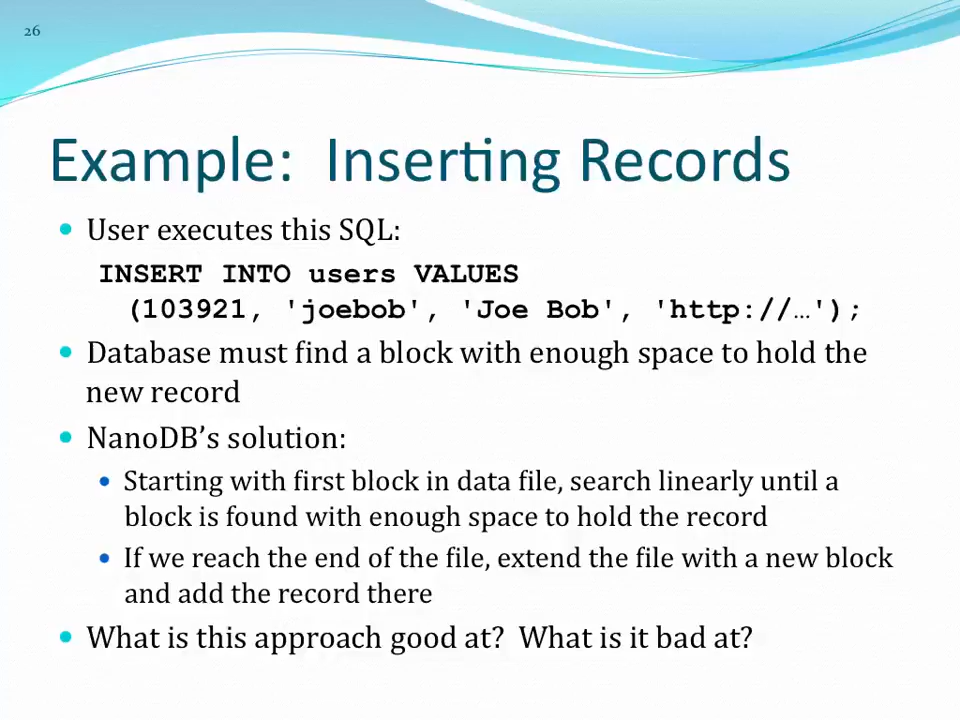 26
Example: Inserting Records
• User executes this SQL:
INSERT INTO users VALUES
(103921, 'joebob', 'Joe Bob', 'http://…');
• Database must find a block with enough space to hold the
new record
• NanoDB’s solution:
• Starting with first block in data file, search linearly until a
block is found with enough space to hold the record
• If we reach the end of the file, extend the file with a new block
and add the record there
• What is this approach good at? What is it bad at?